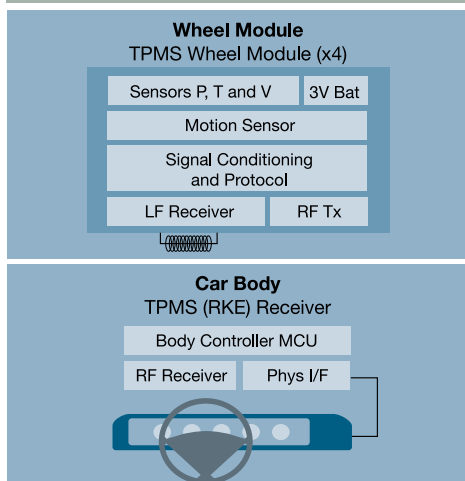 Wheel Module
TPMS Wheel Module (x4)
Sensors P, T and V
3V Bat
Motion Sensor
Signal Conditioning
and Protocol
LF Receiver
RF Tx
Car Body
TPMS (RKE) Receiver
Body Controller MCU
RF Receiver
Phys I/F